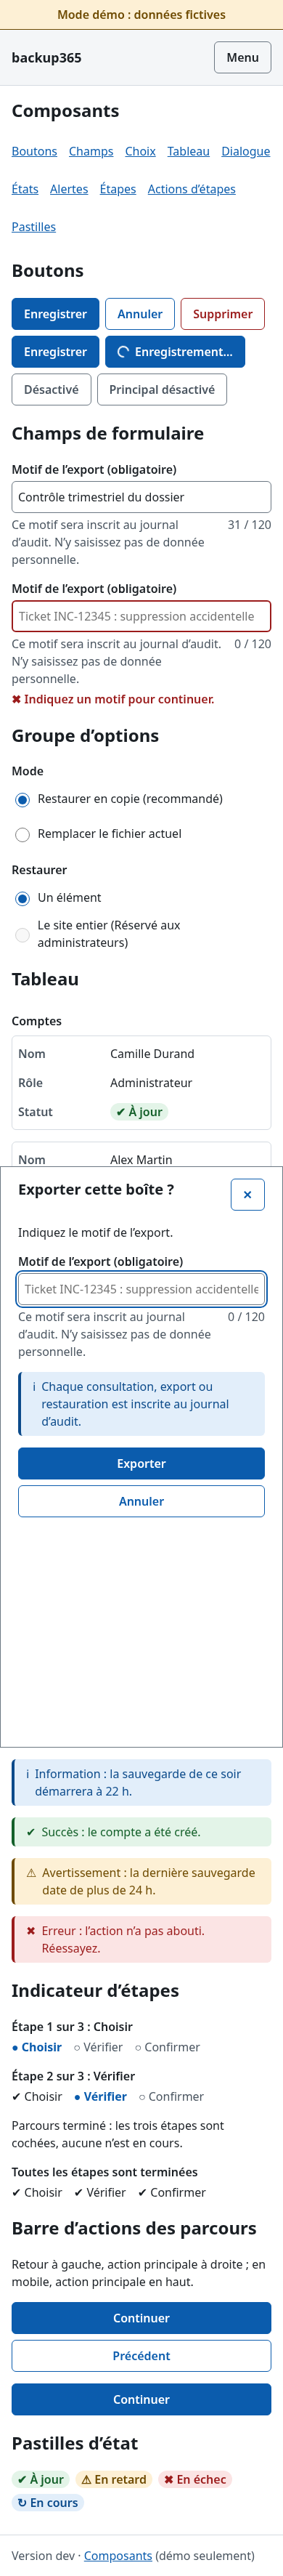 Mode démo : données fictives
backup365
Menu
Composants
Boutons Champs Choix Tableau Dialogue
États Alertes Étapes Actions d’étapes
Pastilles
Boutons
Enregistrer Annuler Supprimer
Enregistrer Enregistrement…
Désactivé Principal désactivé
Champs de formulaire
Motif de l’export (obligatoire)
Contrôle trimestriel du dossier
Ce motif sera inscrit au journal 31 / 120
d’audit. N’y saisissez pas de donnée
personnelle.
Motif de l’export (obligatoire)
Ticket INC-12345 : suppression accidentelle
Ce motif sera inscrit au journal d’audit. 0 / 120
N’y saisissez pas de donnée
personnelle.
✖ Indiquez un motif pour continuer.
Groupe d’options
Mode
Restaurer en copie (recommandé)
Remplacer le fichier actuel
Restaurer
Un élément
Le site entier (Réservé aux
administrateurs)
Tableau
Comptes
Nom Camille Durand
Rôle Administrateur
Statut ✔ À jour
Nom Alex Martin
Exporter cette boîte ? ✕
Indiquez le motif de l’export.
Motif de l’export (obligatoire)
Ticket INC-12345 : suppression accidentelle
Ce motif sera inscrit au journal 0 / 120
d’audit. N’y saisissez pas de donnée
personnelle.
i Chaque consultation, export ou
restauration est inscrite au journal
d’audit.
Exporter
Annuler
i Information : la sauvegarde de ce soir
démarrera à 22 h.
✔ Succès : le compte a été créé.
⚠ Avertissement : la dernière sauvegarde
date de plus de 24 h.
✖ Erreur : l’action n’a pas abouti.
Réessayez.
Indicateur d’étapes
Étape 1 sur 3 : Choisir
● Choisir ○ Vérifier ○ Confirmer
Étape 2 sur 3 : Vérifier
✔ Choisir ● Vérifier ○ Confirmer
Parcours terminé : les trois étapes sont
cochées, aucune n’est en cours.
Toutes les étapes sont terminées
✔ Choisir ✔ Vérifier ✔ Confirmer
Barre d’actions des parcours
Retour à gauche, action principale à droite ; en
mobile, action principale en haut.
Continuer
Précédent
Continuer
Pastilles d’état
✔ À jour ⚠ En retard ✖ En échec
↻ En cours
Version dev · Composants (démo seulement)